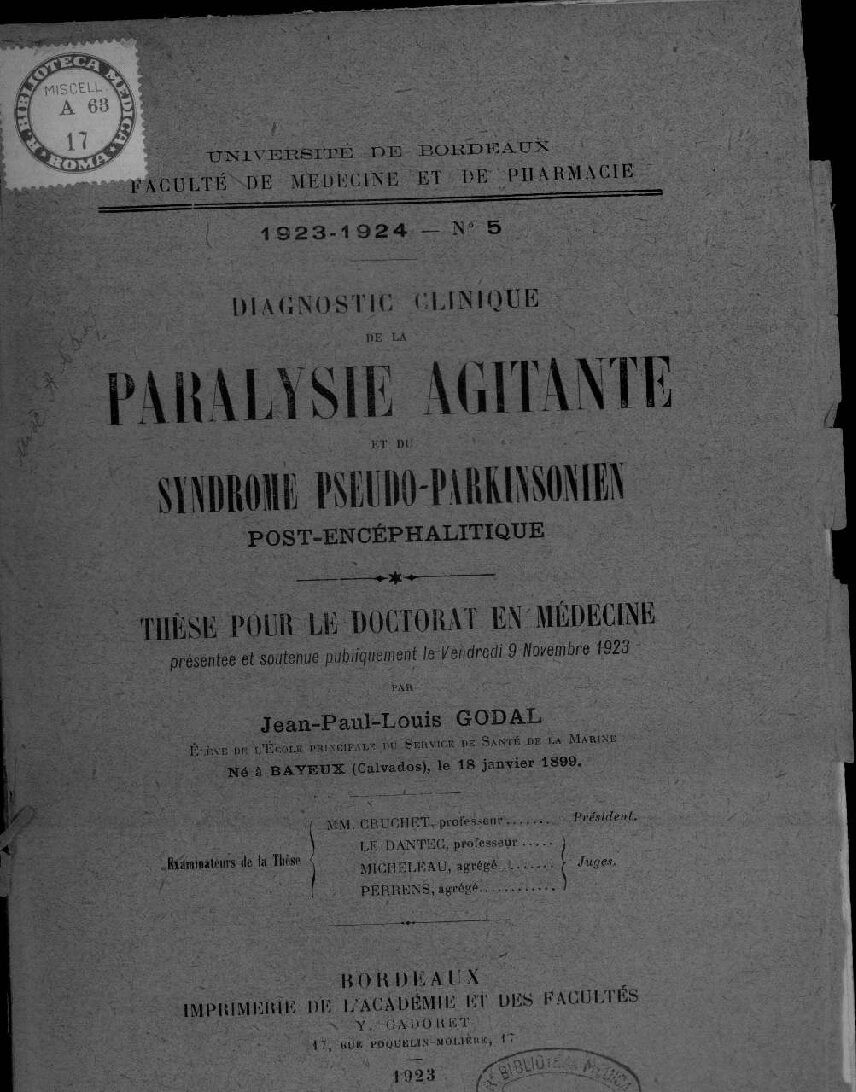 R. BIBLIOTECA MEDICA
MISCELL.
A 63
17
ROMA
UNIVERSITÉ DE BORDEAUX
FACULTÉ DE MEDECINE ET DE PHARMACIE
1923-1924 — N° 5
DIAGNOSTIC CLINIQUE
DE LA
PARALYSIE AGITANTE
ET DU
SYNDROME PSEUDO-PARKINSONIEN
POST-ENCÉPHALITIQUE
THÈSE POUR LE DOCTORAT EN MÉDECINE
présentée et soutenue publiquement le Vendredi 9 Novembre 1923
PAR
Jean-Paul-Louis GODAL
ÉLÈVE DE L'ÉCOLE PRINCIPALE DU SERVICE DE SANTÉ DE LA MARINE
Né à BAYEUX (Calvados), le 18 janvier 1899.
Examinateurs de la Thèse
MM. CRUCHET, professeur........ Président.
LE DANTEC, professeur.....
MICHELEAU, agrégé........ Juges.
PERRENS, agrégé............
BORDEAUX
IMPRIMERIE DE L'ACADÉMIE ET DES FACULTÉS
Y. CADORET
17, RUE POQUELIN-MOLIÈRE, 17
1923